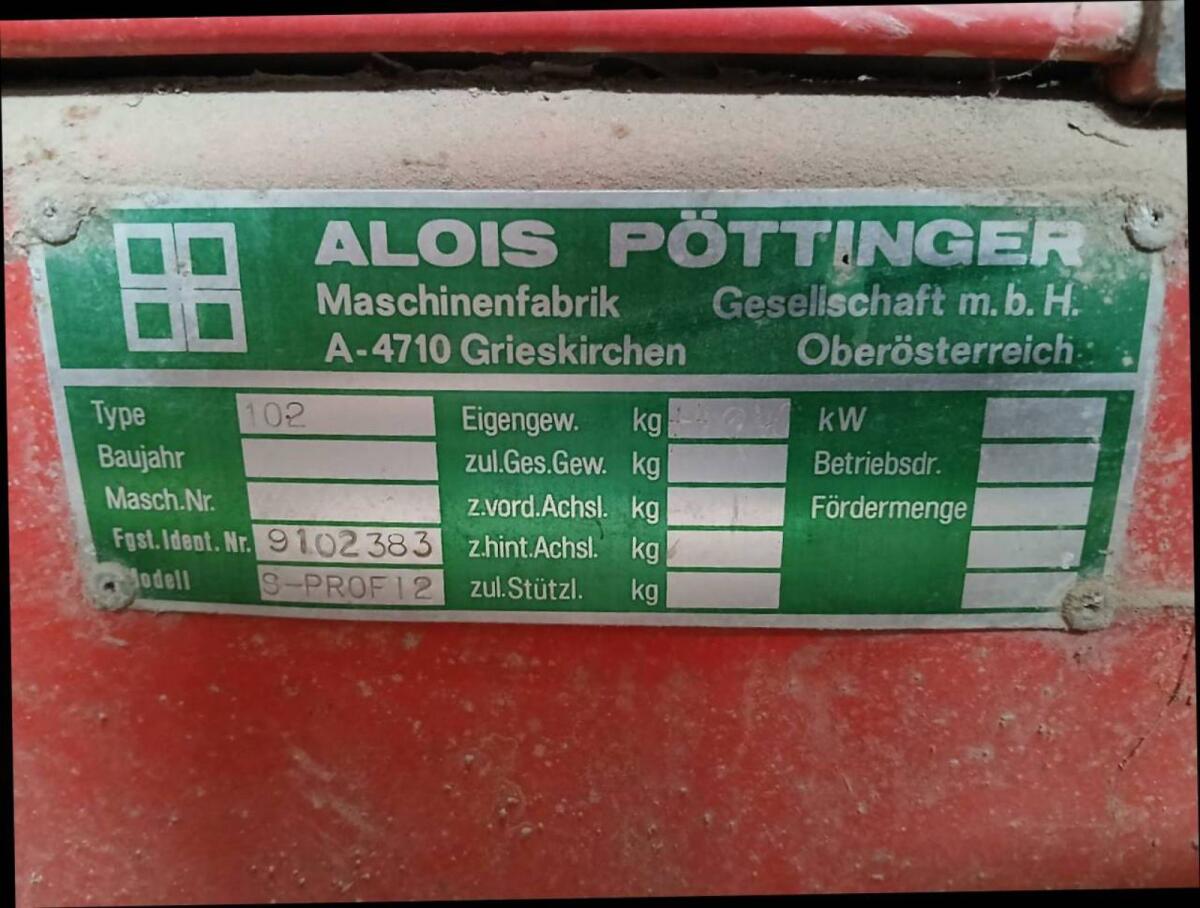 ALOIS PÖTTINGER
Maschinenfabrik Gesellschaft m.b.H.
A-4710 Grieskirchen Oberösterreich
Type 102 Eigengew. kg kW
Baujahr zul.Ges.Gew. kg Betriebsdr.
Masch.Nr. z.vord.Achsl. kg Fördermenge
Fgst.Ident.Nr. 9102383 z.hint.Achsl. kg
Modell S-PROFI2 zul.Stützl. kg